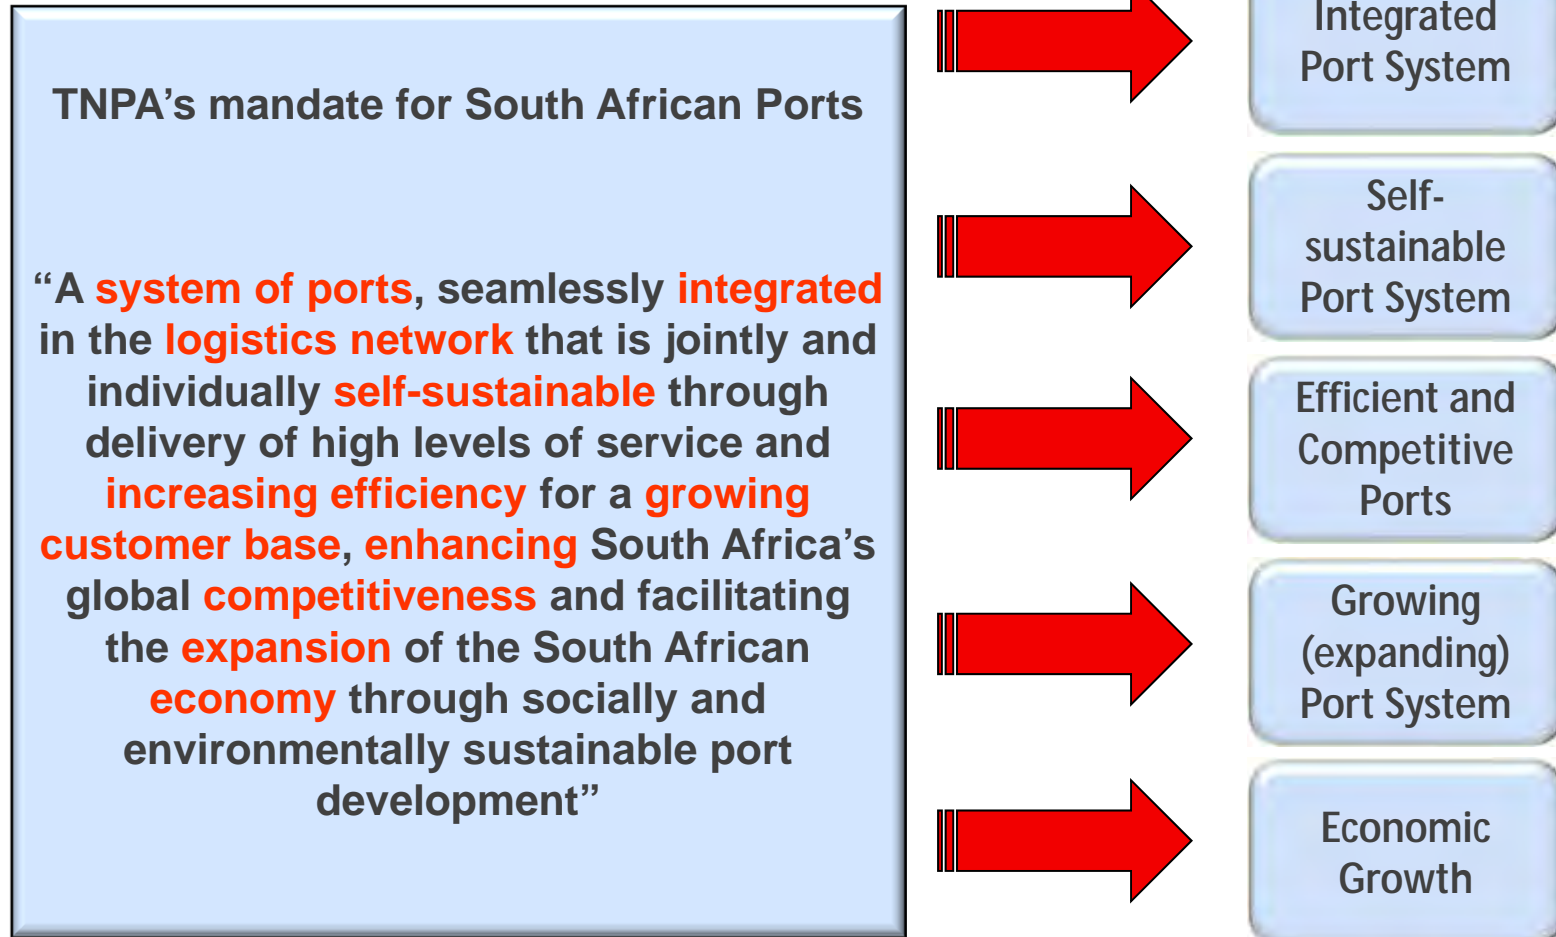 TNPA’s mandate for South African Ports
“A system of ports, seamlessly integrated
in the logistics network that is jointly and
individually self-sustainable through
delivery of high levels of service and
increasing efficiency for a growing
customer base, enhancing South Africa’s
global competitiveness and facilitating
the expansion of the South African
economy through socially and
environmentally sustainable port
development”
Integrated
Port System
Self-
sustainable
Port System
Efficient and
Competitive
Ports
Growing
(expanding)
Port System
Economic
Growth